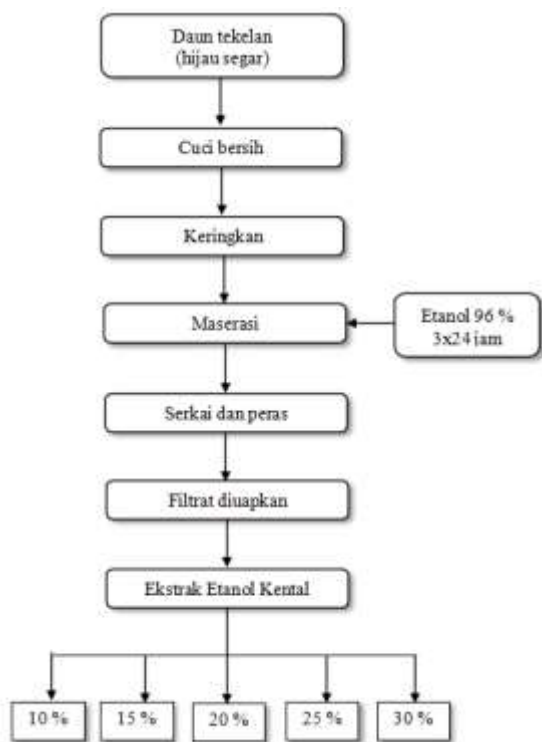 Daun tekelan
(hijau segar)
Cuci bersih
Keringkan
Maserasi
Etanol 96 %
3x24 jam
Serkai dan peras
Filtrat diuapkan
Ekstrak Etanol Kental
10 %
15 %
20 %
25 %
30 %